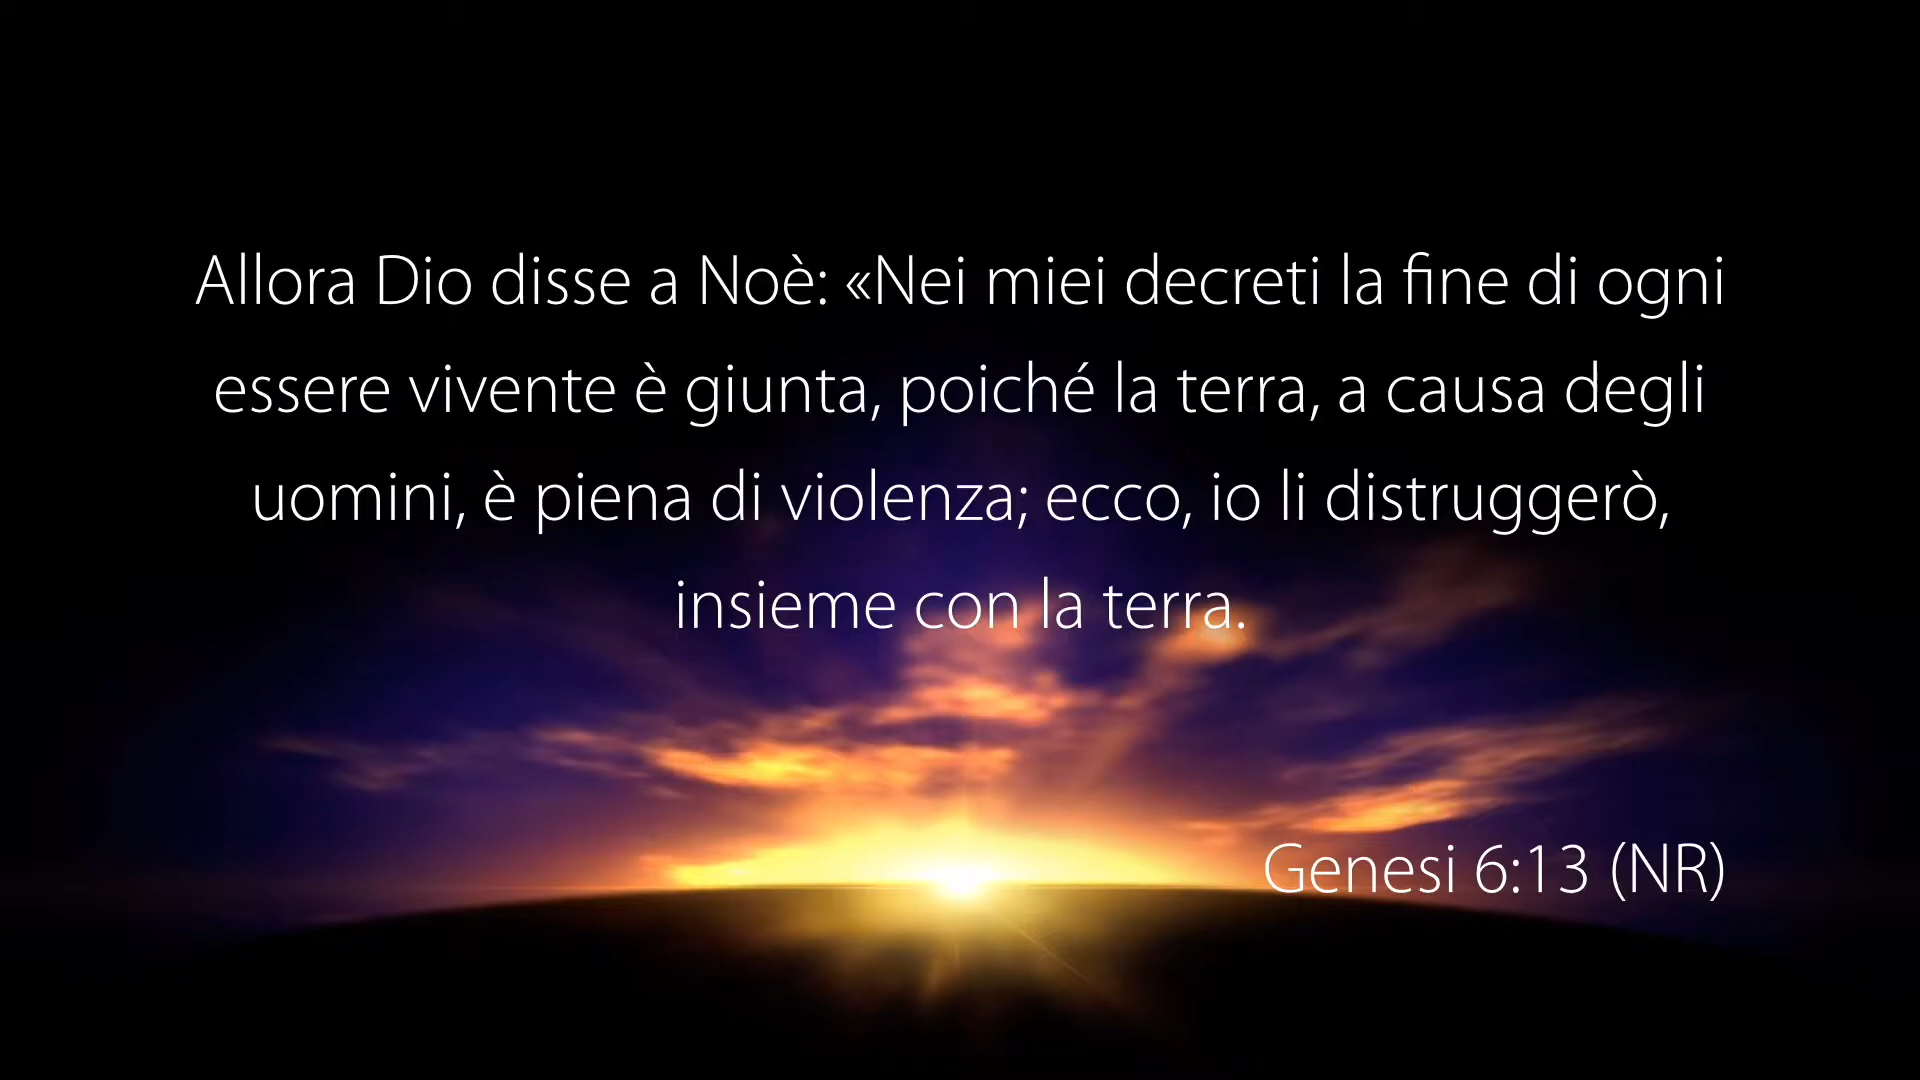 Allora Dio disse a Noè: «Nei miei decreti la fine di ogni
essere vivente è giunta, poiché la terra, a causa degli
uomini, è piena di violenza; ecco, io li distruggerò,
insieme con la terra.
Genesi 6:13 (NR)